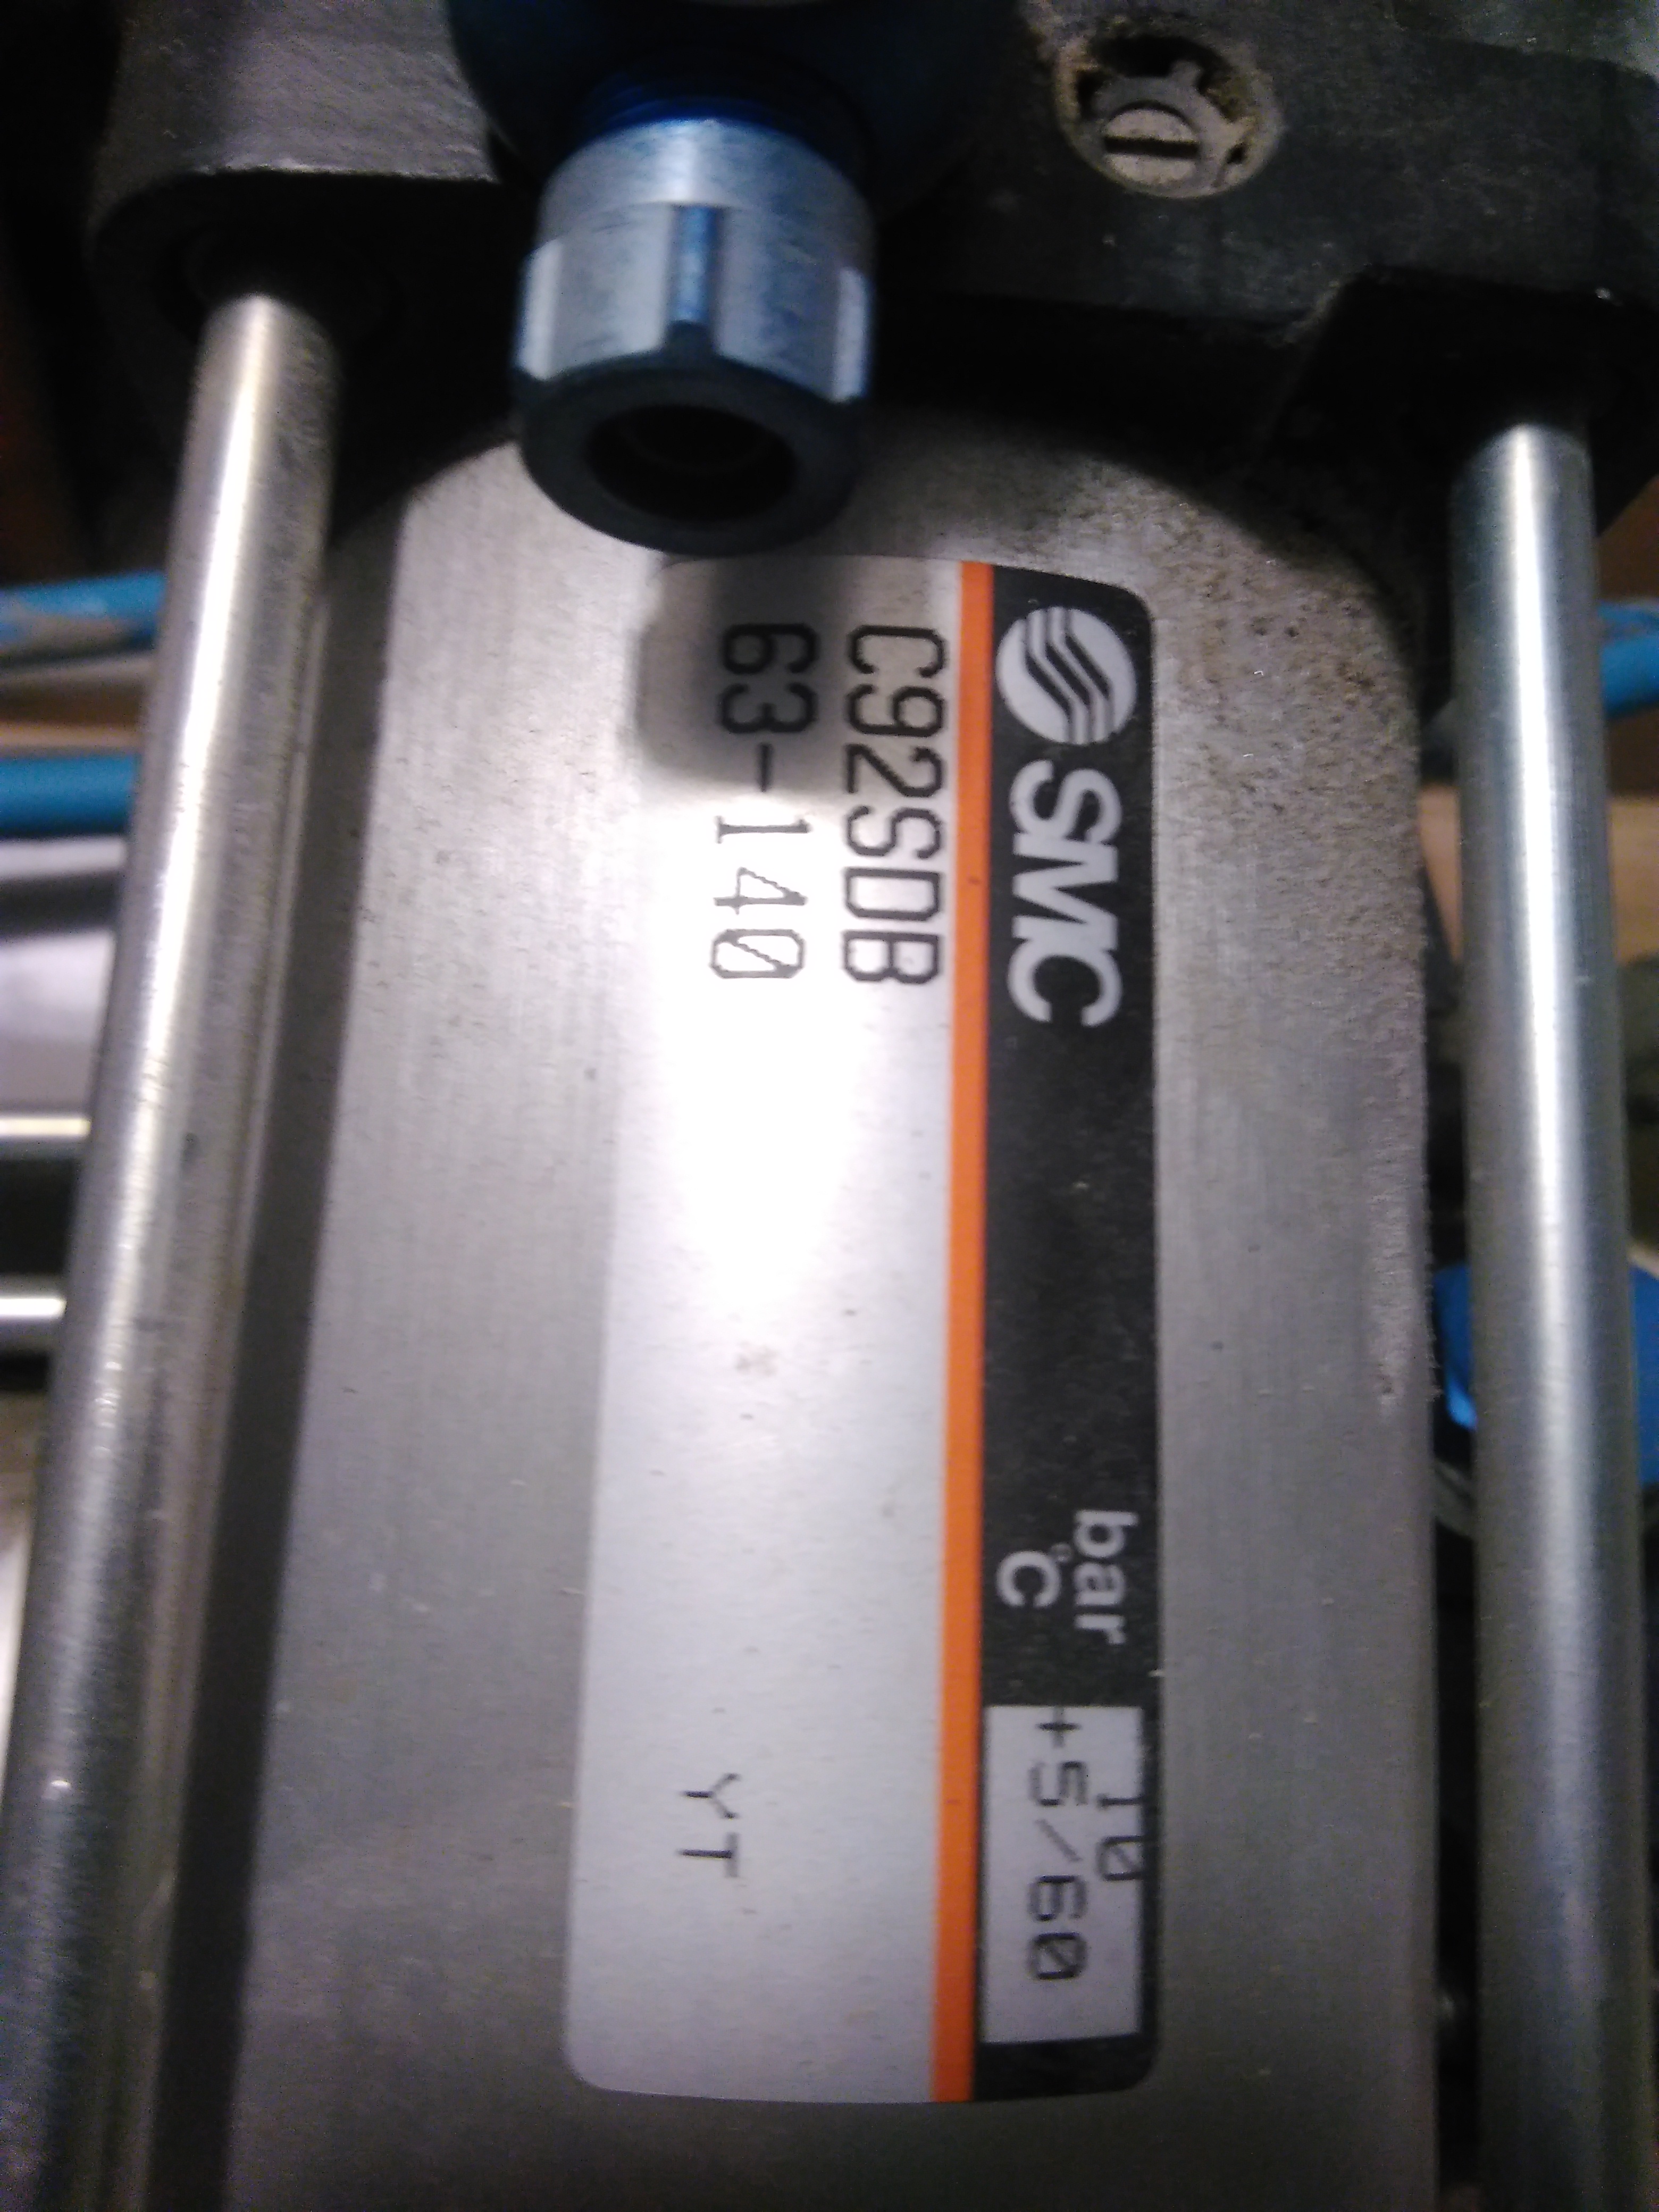 SMC
bar 10
°C +5/60
C92SDB
63-140
YT